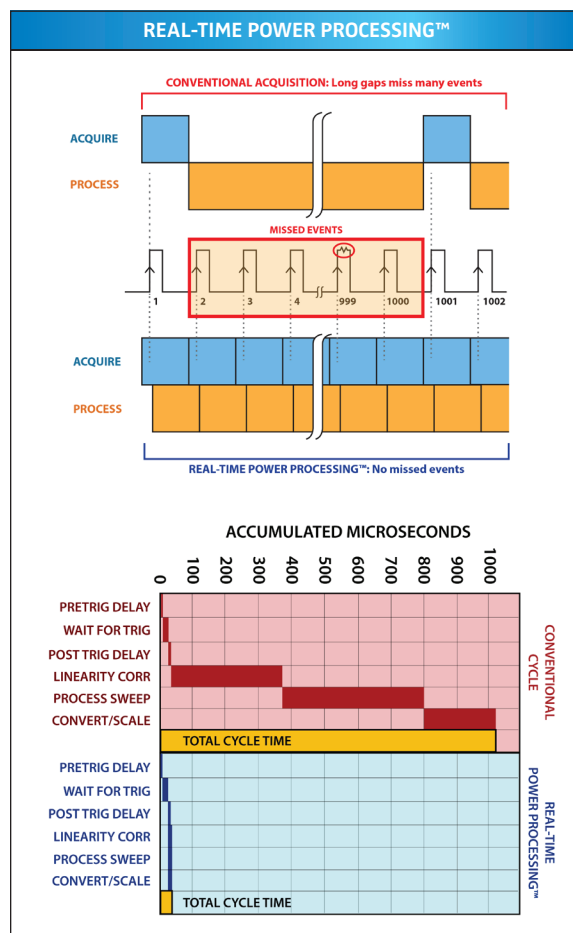 REAL-TIME POWER PROCESSING™
CONVENTIONAL ACQUISITION: Long gaps miss many events
ACQUIRE
PROCESS
MISSED EVENTS
1 2 3 4 999 1000 1001 1002
ACQUIRE
PROCESS
REAL-TIME POWER PROCESSING™: No missed events
ACCUMULATED MICROSECONDS
0 100 200 300 400 500 600 700 800 900 1000
PRETRIG DELAY
WAIT FOR TRIG
POST TRIG DELAY
LINEARITY CORR
PROCESS SWEEP
CONVERT/SCALE
TOTAL CYCLE TIME
CONVENTIONAL
CYCLE
PRETRIG DELAY
WAIT FOR TRIG
POST TRIG DELAY
LINEARITY CORR
PROCESS SWEEP
CONVERT/SCALE
TOTAL CYCLE TIME
REAL-TIME
POWER PROCESSING™